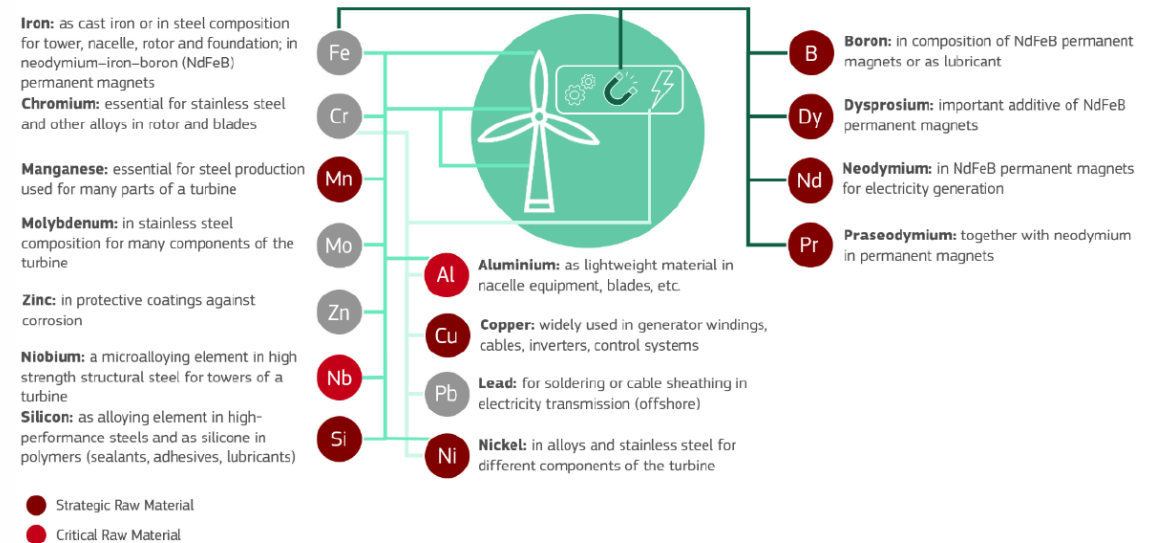 Iron: as cast iron or in steel composition
for tower, nacelle, rotor and foundation; in
neodymium–iron–boron (NdFeB)
permanent magnets
Fe
Chromium: essential for stainless steel
and other alloys in rotor and blades
Cr
Manganese: essential for steel production
used for many parts of a turbine
Mn
Molybdenum: in stainless steel
composition for many components of the
turbine
Mo
Zinc: in protective coatings against
corrosion
Zn
Niobium: a microalloying element in high
strength structural steel for towers of a
turbine
Nb
Silicon: as alloying element in high-
performance steels and as silicone in
polymers (sealants, adhesives, lubricants)
Si
Al
Aluminium: as lightweight material in
nacelle equipment, blades, etc.
Cu
Copper: widely used in generator windings,
cables, inverters, control systems
Pb
Lead: for soldering or cable sheathing in
electricity transmission (offshore)
Ni
Nickel: in alloys and stainless steel for
different components of the turbine
B
Boron: in composition of NdFeB permanent
magnets or as lubricant
Dy
Dysprosium: important additive of NdFeB
permanent magnets
Nd
Neodymium: in NdFeB permanent magnets
for electricity generation
Pr
Praseodymium: together with neodymium
in permanent magnets
Strategic Raw Material
Critical Raw Material